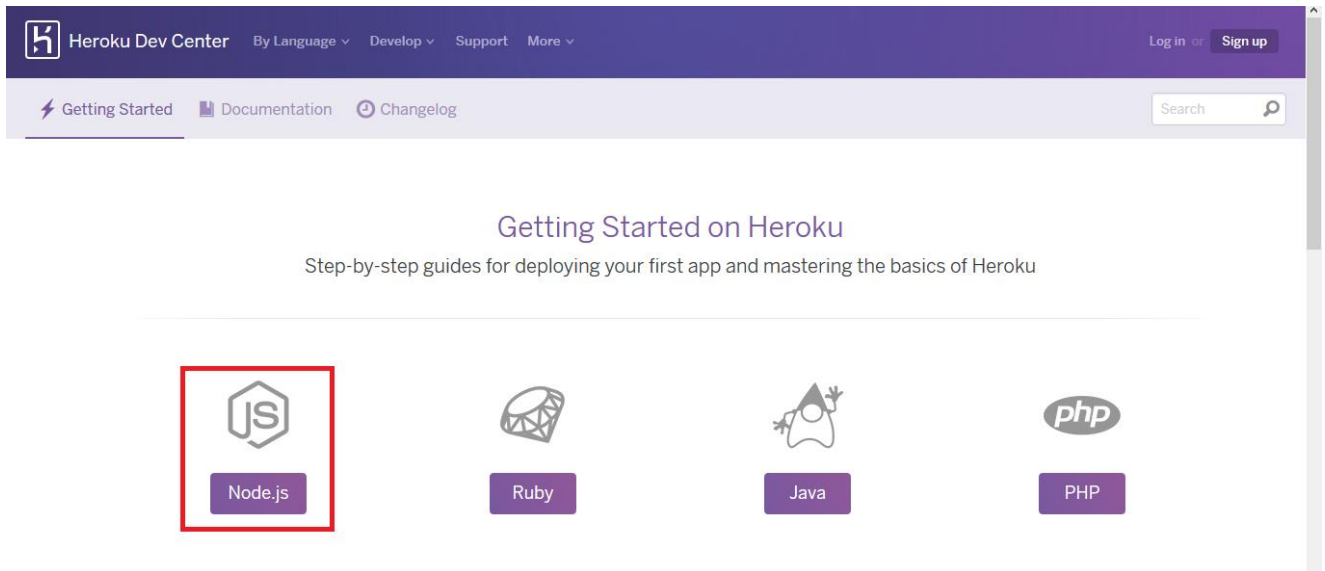 Heroku Dev Center By Language Develop Support More Log in or Sign up
Getting Started Documentation Changelog Search
Getting Started on Heroku
Step-by-step guides for deploying your first app and mastering the basics of Heroku
JS php
Node.js Ruby Java PHP